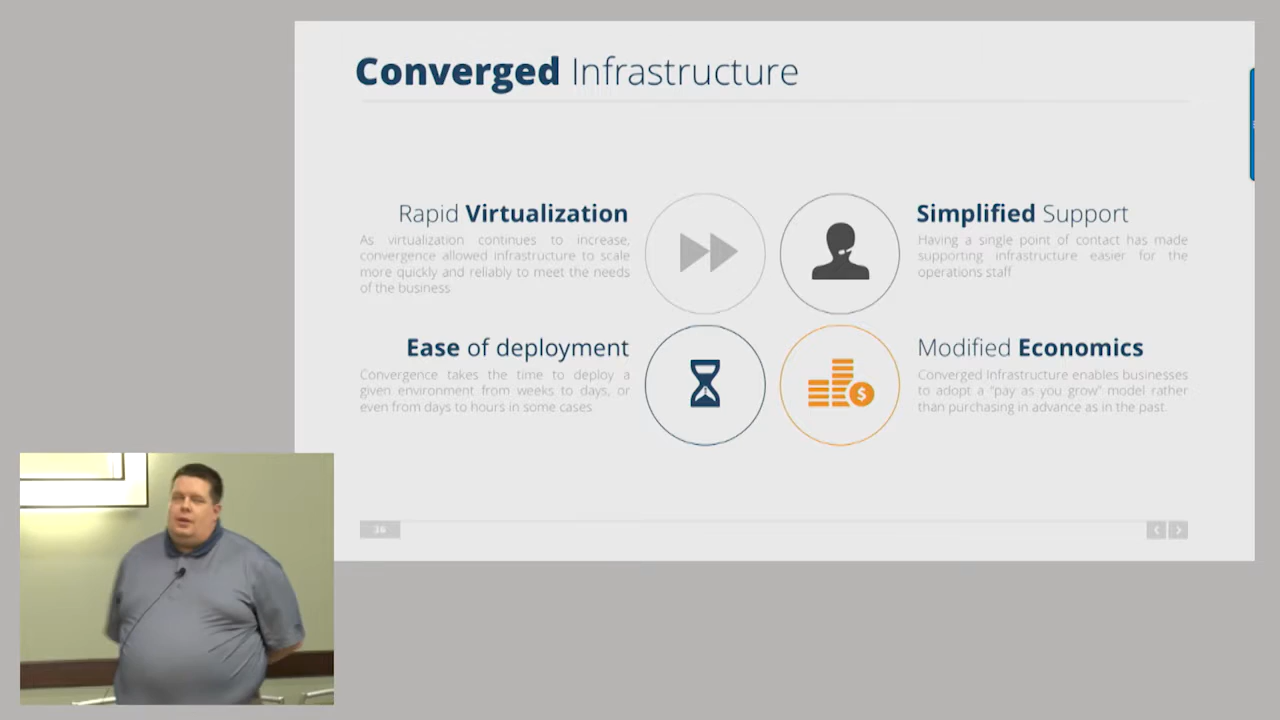 Converged Infrastructure
Rapid Virtualization
As virtualization continues to increase,
convergence allowed infrastructure to scale
more quickly and reliably to meet the needs
of the business
Simplified Support
Having a single point of contact has made
supporting infrastructure easier for the
operations staff
Ease of deployment
Convergence takes the time to deploy a
given environment from weeks to days, or
even from days to hours in some cases
$
Modified Economics
Converged Infrastructure enables businesses
to adopt a "pay as you grow" model rather
than purchasing in advance as in the past.
36